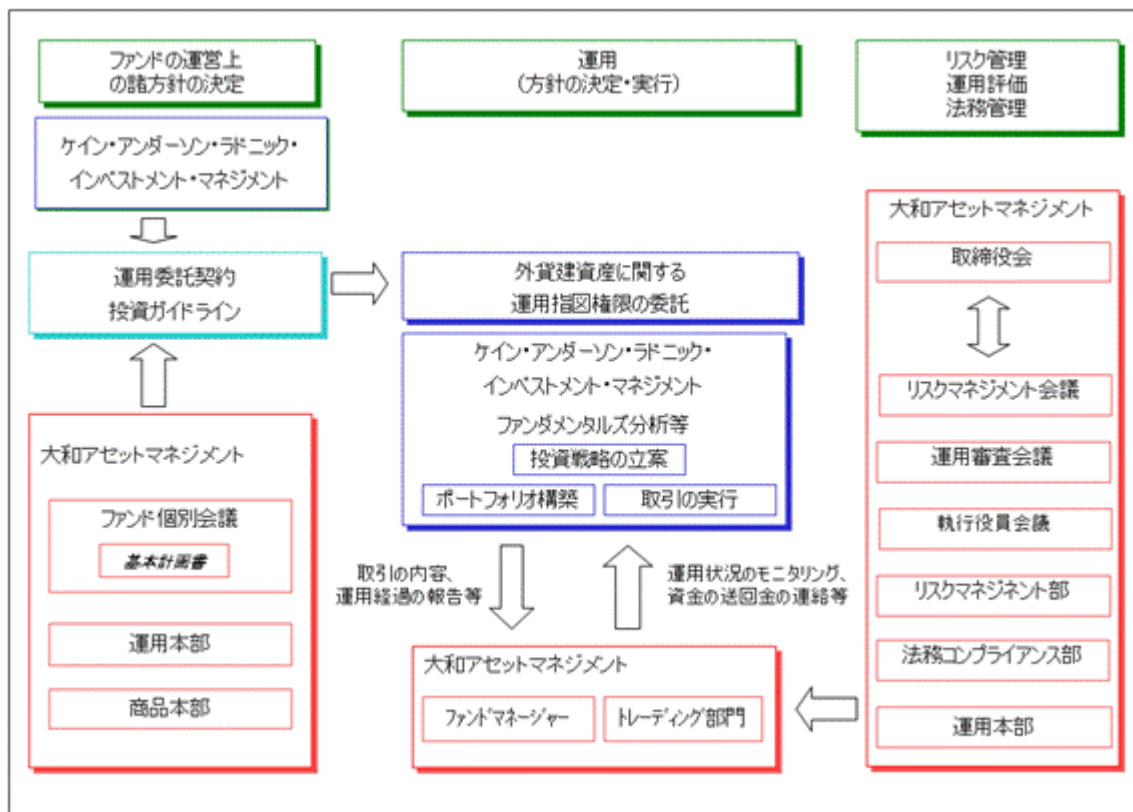 ファンドの運営上
の諸方針の決定
運用
(方針の決定・実行)
リスク管理
運用評価
法務管理
ケイン・アンダーソン・ラドニック・
インベストメント・マネジメント
運用委託契約
投資ガイドライン
外貨建資産に関する
運用指図権限の委託
ケイン・アンダーソン・ラドニック・
インベストメント・マネジメント
ファンダメンタルズ分析等
投資戦略の立案
ポートフォリオ構築
取引の実行
大和アセットマネジメント
ファンド個別会議
基本計画書
運用本部
商品本部
取引の内容、
運用経過の報告等
運用状況のモニタリング、
資金の送回金の連絡等
大和アセットマネジメント
ファンドマネージャー
トレーディング部門
大和アセットマネジメント
取締役会
リスクマネジメント会議
運用審査会議
執行役員会議
リスクマネジネント部
法務コンプライアンス部
運用本部